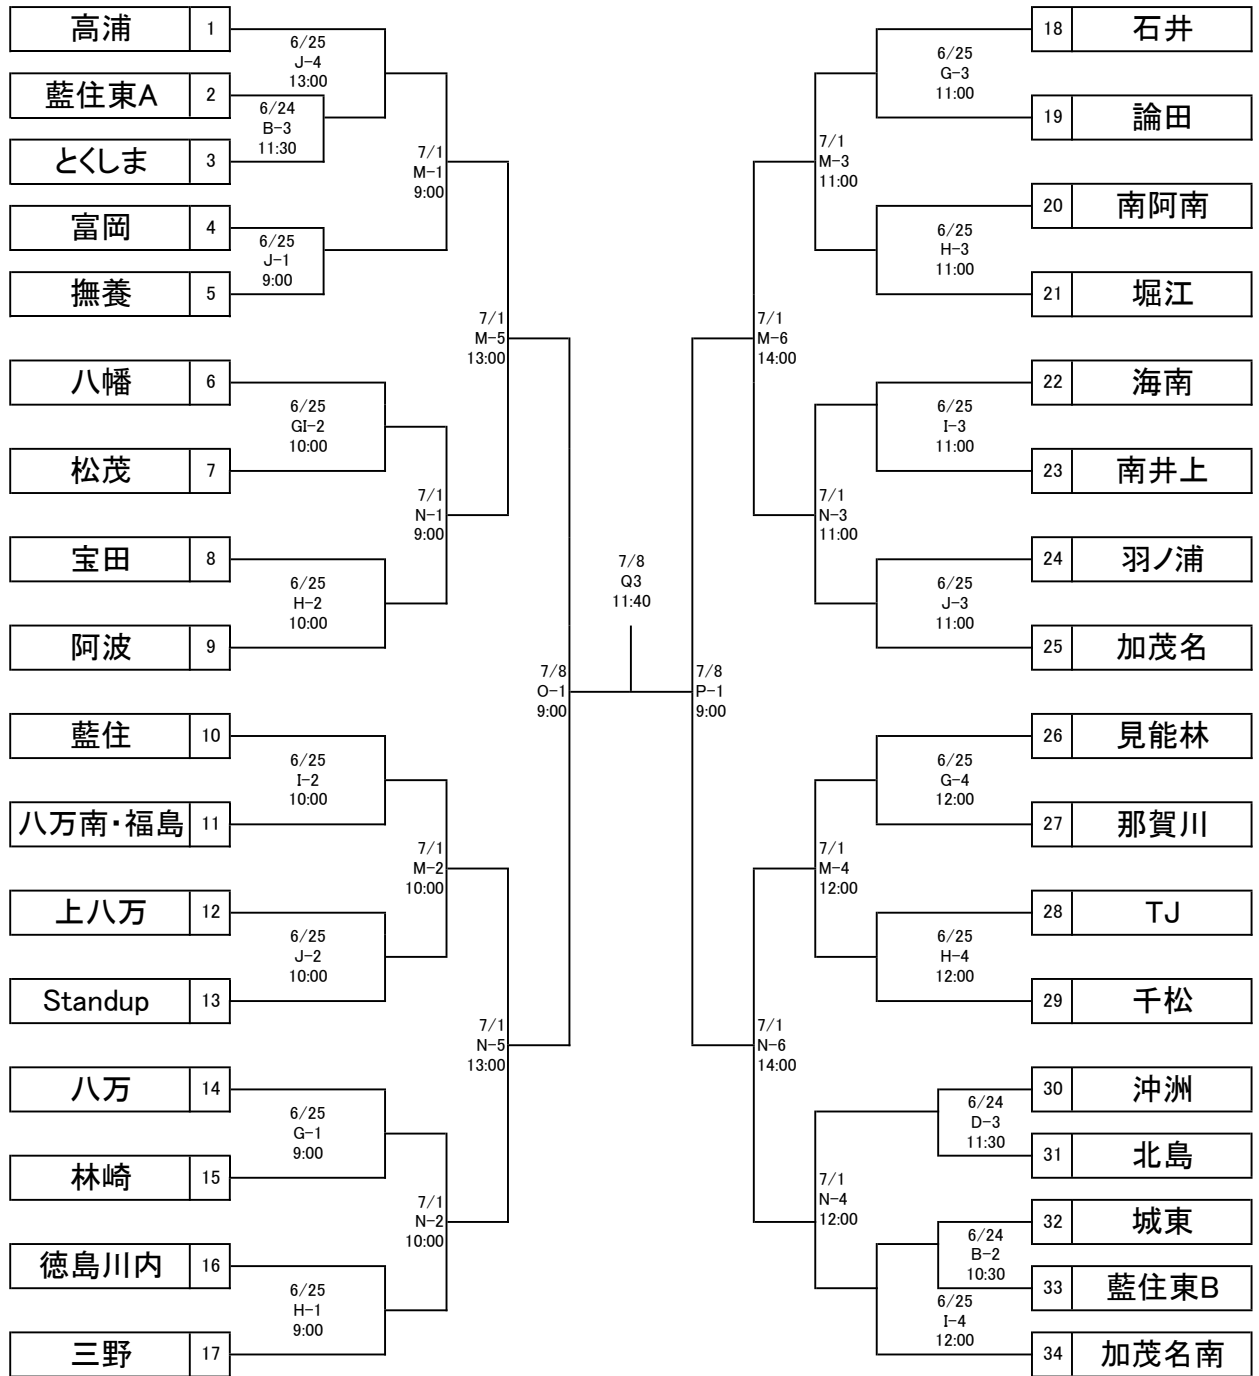 高浦 1
6/25
J-4
13:00
藍住東A 2
6/24
B-3
11:30
とくしま 3
7/1
M-1
9:00
富岡 4
6/25
J-1
9:00
撫養 5
7/1
M-5
13:00
八幡 6
6/25
GI-2
10:00
松茂 7
7/1
N-1
9:00
宝田 8
6/25
H-2
10:00
阿波 9
7/8
O-1
9:00
藍住 10
6/25
I-2
10:00
八万南・福島 11
7/1
M-2
10:00
上八万 12
6/25
J-2
10:00
Standup 13
7/1
N-5
13:00
八万 14
6/25
G-1
9:00
林崎 15
7/1
N-2
10:00
徳島川内 16
6/25
H-1
9:00
三野 17
7/8
Q3
11:40
18 石井
6/25
G-3
11:00
19 論田
7/1
M-3
11:00
20 南阿南
6/25
H-3
11:00
21 堀江
7/1
M-6
14:00
22 海南
6/25
I-3
11:00
23 南井上
7/1
N-3
11:00
24 羽ノ浦
6/25
J-3
11:00
25 加茂名
7/8
P-1
9:00
26 見能林
6/25
G-4
12:00
27 那賀川
7/1
M-4
12:00
28 TJ
6/25
H-4
12:00
29 千松
7/1
N-6
14:00
30 沖洲
6/24
D-3
11:30
31 北島
7/1
N-4
12:00
32 城東
6/24
B-2
10:30
33 藍住東B
6/25
I-4
12:00
34 加茂名南